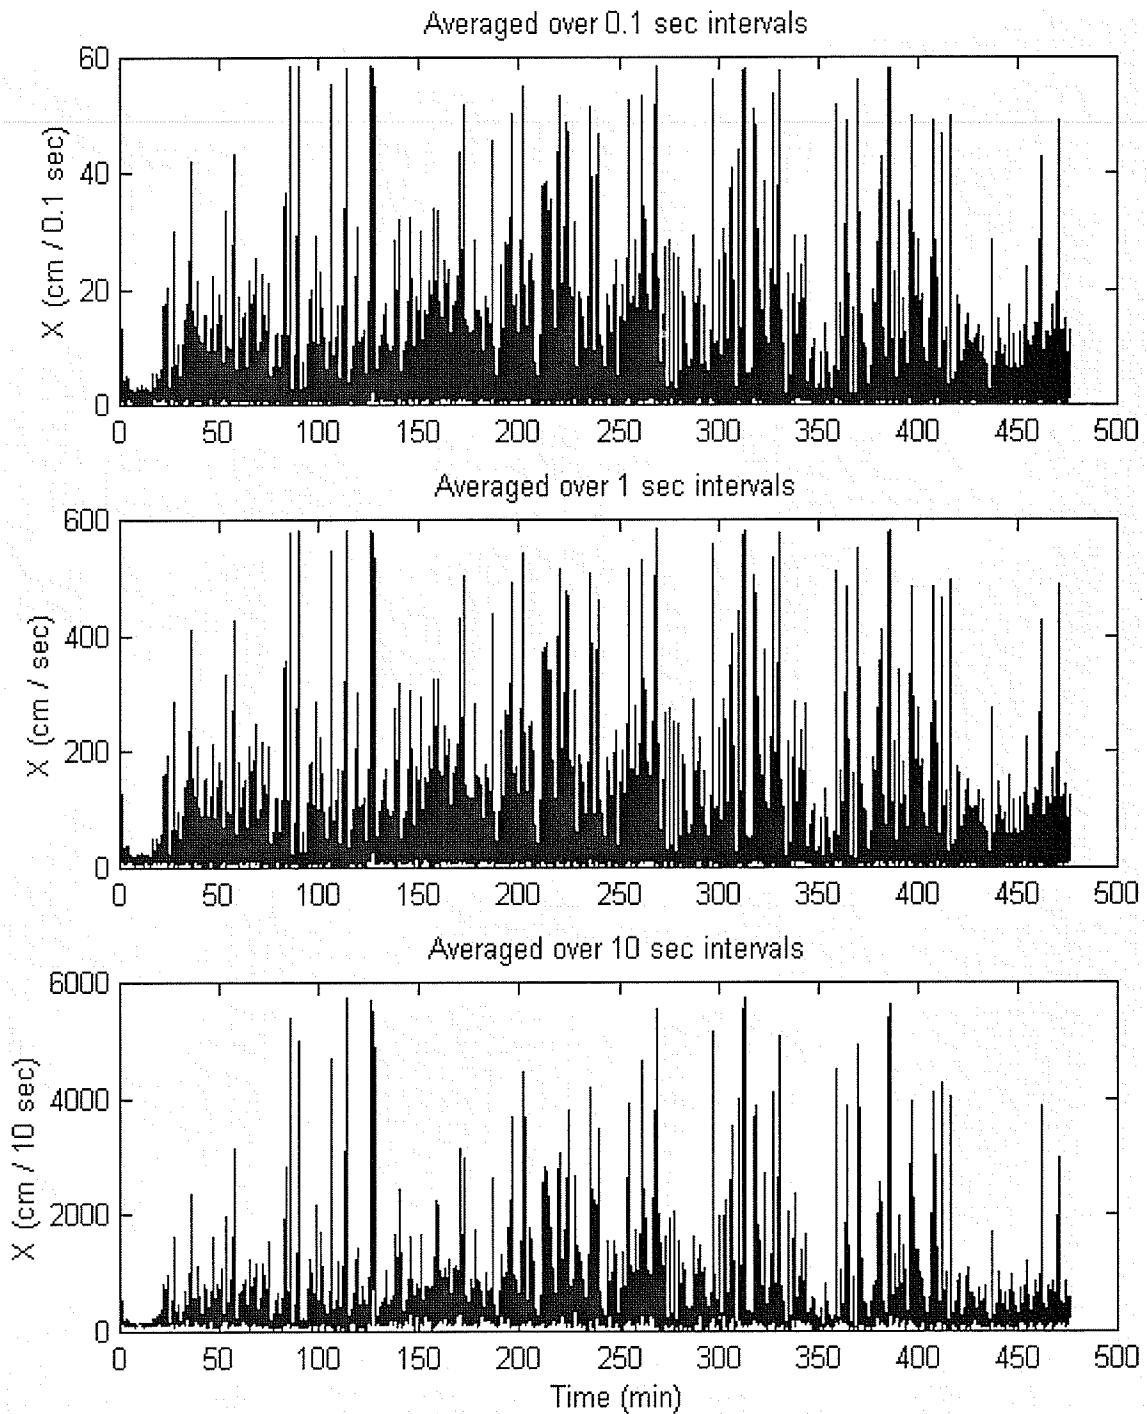 Averaged over 0.1 sec intervals
60
40
20
0
X (cm / 0.1 sec)
0 50 100 150 200 250 300 350 400 450 500
Averaged over 1 sec intervals
600
400
200
0
X (cm / sec)
0 50 100 150 200 250 300 350 400 450 500
Averaged over 10 sec intervals
6000
4000
2000
0
X (cm / 10 sec)
0 50 100 150 200 250 300 350 400 450 500
Time (min)